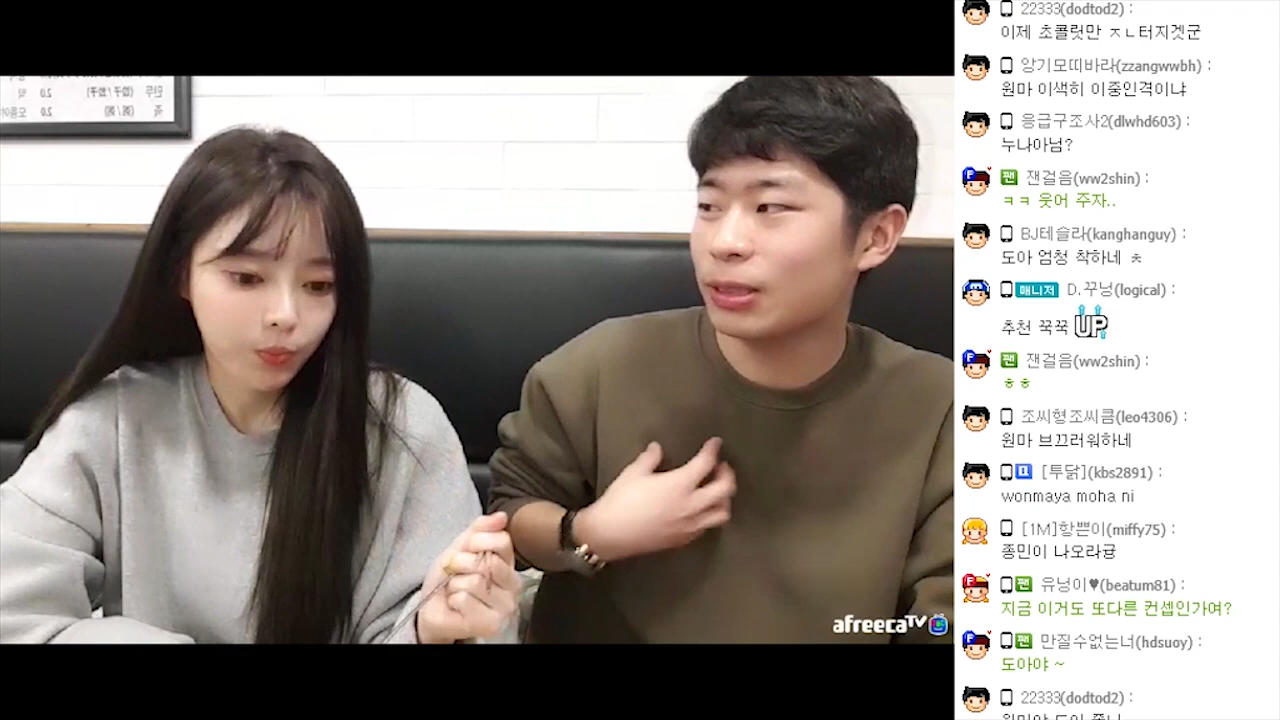 afreecaTV
22333(dodtod2) :
이제 초콜릿만 ㅈㄴ터지겟군
앙기모띠바라(zzangwwbh) :
원마 이색히 이중인격이냐
응급구조사2(dlwhd603) :
누나아님?
팬 잰걸음(ww2shin) :
ㅋㅋ 웃어 주자..
BJ테슬라(kanghanguy) :
도아 엄청 착하네 ㅊ
매니저 D.꾸넝(logical) :
추천 꾹꾹 UP
팬 잰걸음(ww2shin) :
ㅎㅎ
조씨형조씨큼(leo4306) :
원마 브끄러워하네
[투닭](kbs2891) :
wonmaya moha ni
[1M]항쁜이(miffy75) :
종민이 나오라귱
팬 유넝이♥(beatum81) :
지금 이거도 또다른 컨셉인가여?
팬 만질수없는너(hdsuoy) :
도아야 ~
22333(dodtod2) :